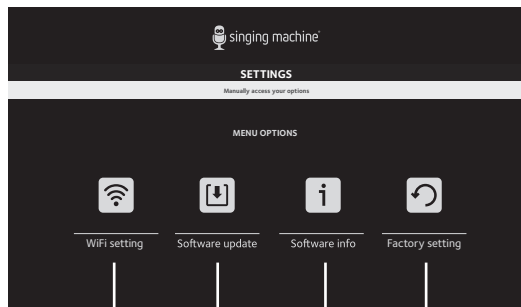 singing machine®
SETTINGS
Manually access your options
MENU OPTIONS
WiFi setting Software update Software info Factory setting